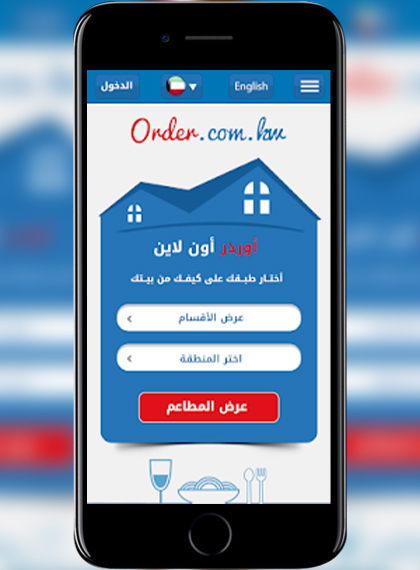 الدخول English
Order.com.kw
أوردر أون لاين
أختار طبقك على كيفك من بيتك
عرض الأقسام
اختر المنطقة
عرض المطاعم